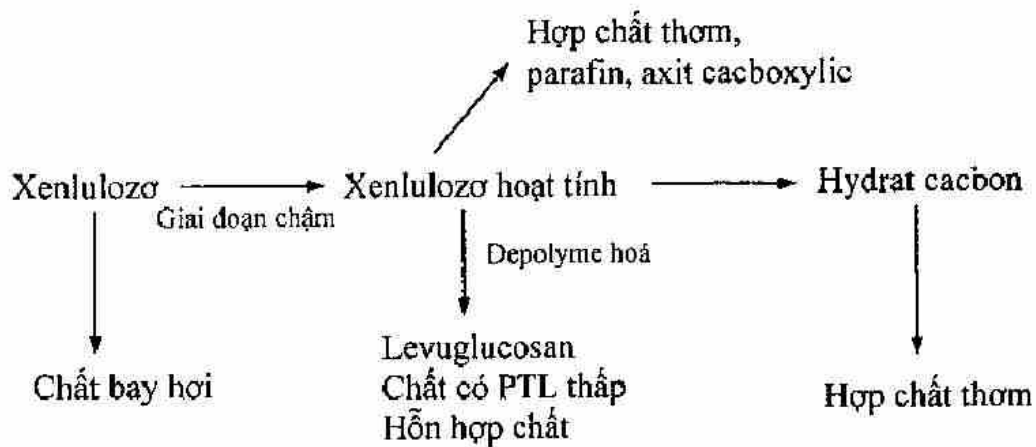 Hợp chất thơm,
parafin, axit cacboxylic
Xenlulozơ
Giai đoạn chậm
Xenlulozơ hoạt tính
Hydrat cacbon
Depolyme hoá
Chất bay hơi
Levuglucosan
Chất có PTL thấp
Hỗn hợp chất
Hợp chất thơm